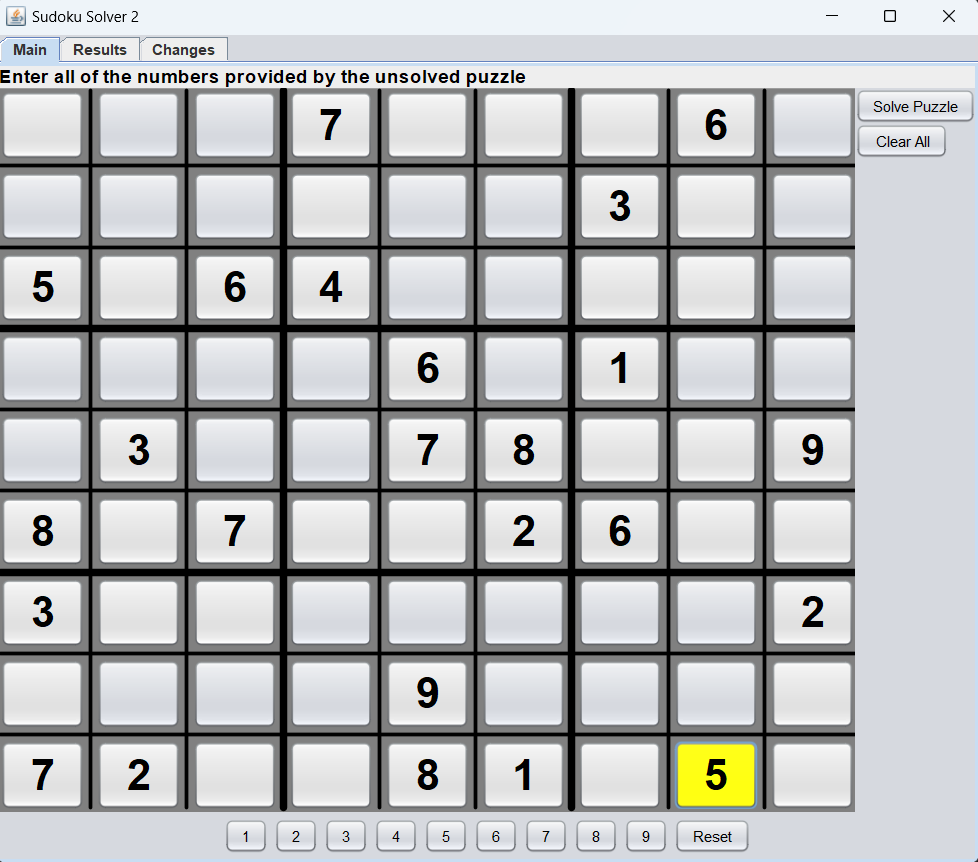 Sudoku Solver 2
Main Results Changes
Enter all of the numbers provided by the unsolved puzzle
7 6
Solve Puzzle
Clear All
3
5 6 4
6 1
3 7 8 9
8 7 2 6
3 2
9
7 2 8 1 5
1 2 3 4 5 6 7 8 9 Reset